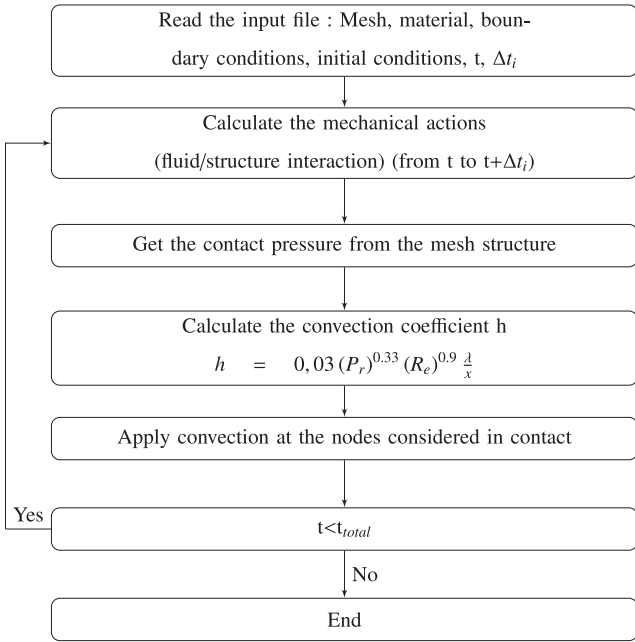 Read the input file : Mesh, material, boun-
dary conditions, initial conditions, t, Δt_i
Calculate the mechanical actions
(fluid/structure interaction) (from t to t+Δt_i)
Get the contact pressure from the mesh structure
Calculate the convection coefficient h
h = 0,03 (P_r)^0.33 (R_e)^0.9 λ/x
Apply convection at the nodes considered in contact
Yes
t<t_total
No
End